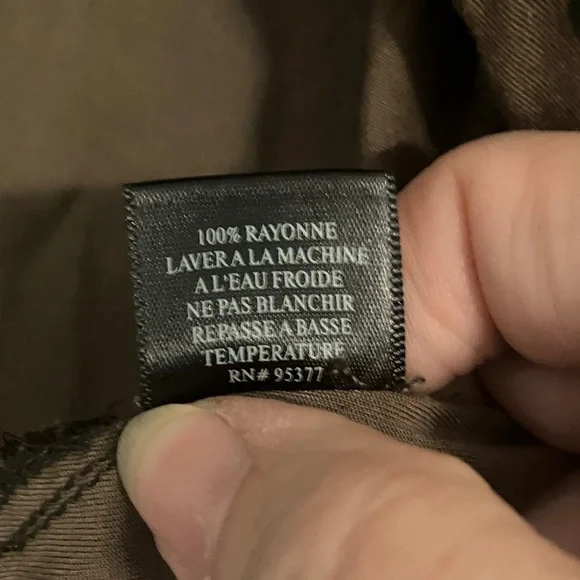 100% RAYONNE
LAVER A LA MACHINE
A L'EAU FROIDE
NE PAS BLANCHIR
REPASSE A BASSE
TEMPERATURE
RN# 95377